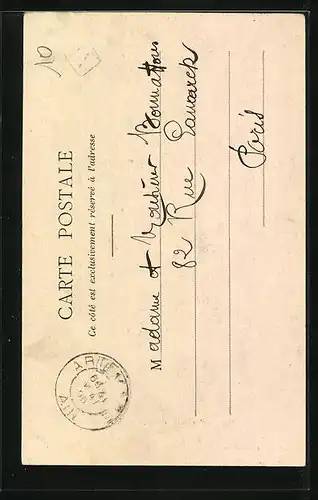 10
CARTE POSTALE
Ce côté est exclusivement réservé à l'adresse
Madame et Monsieur
82 Rue Lamarck
Paris